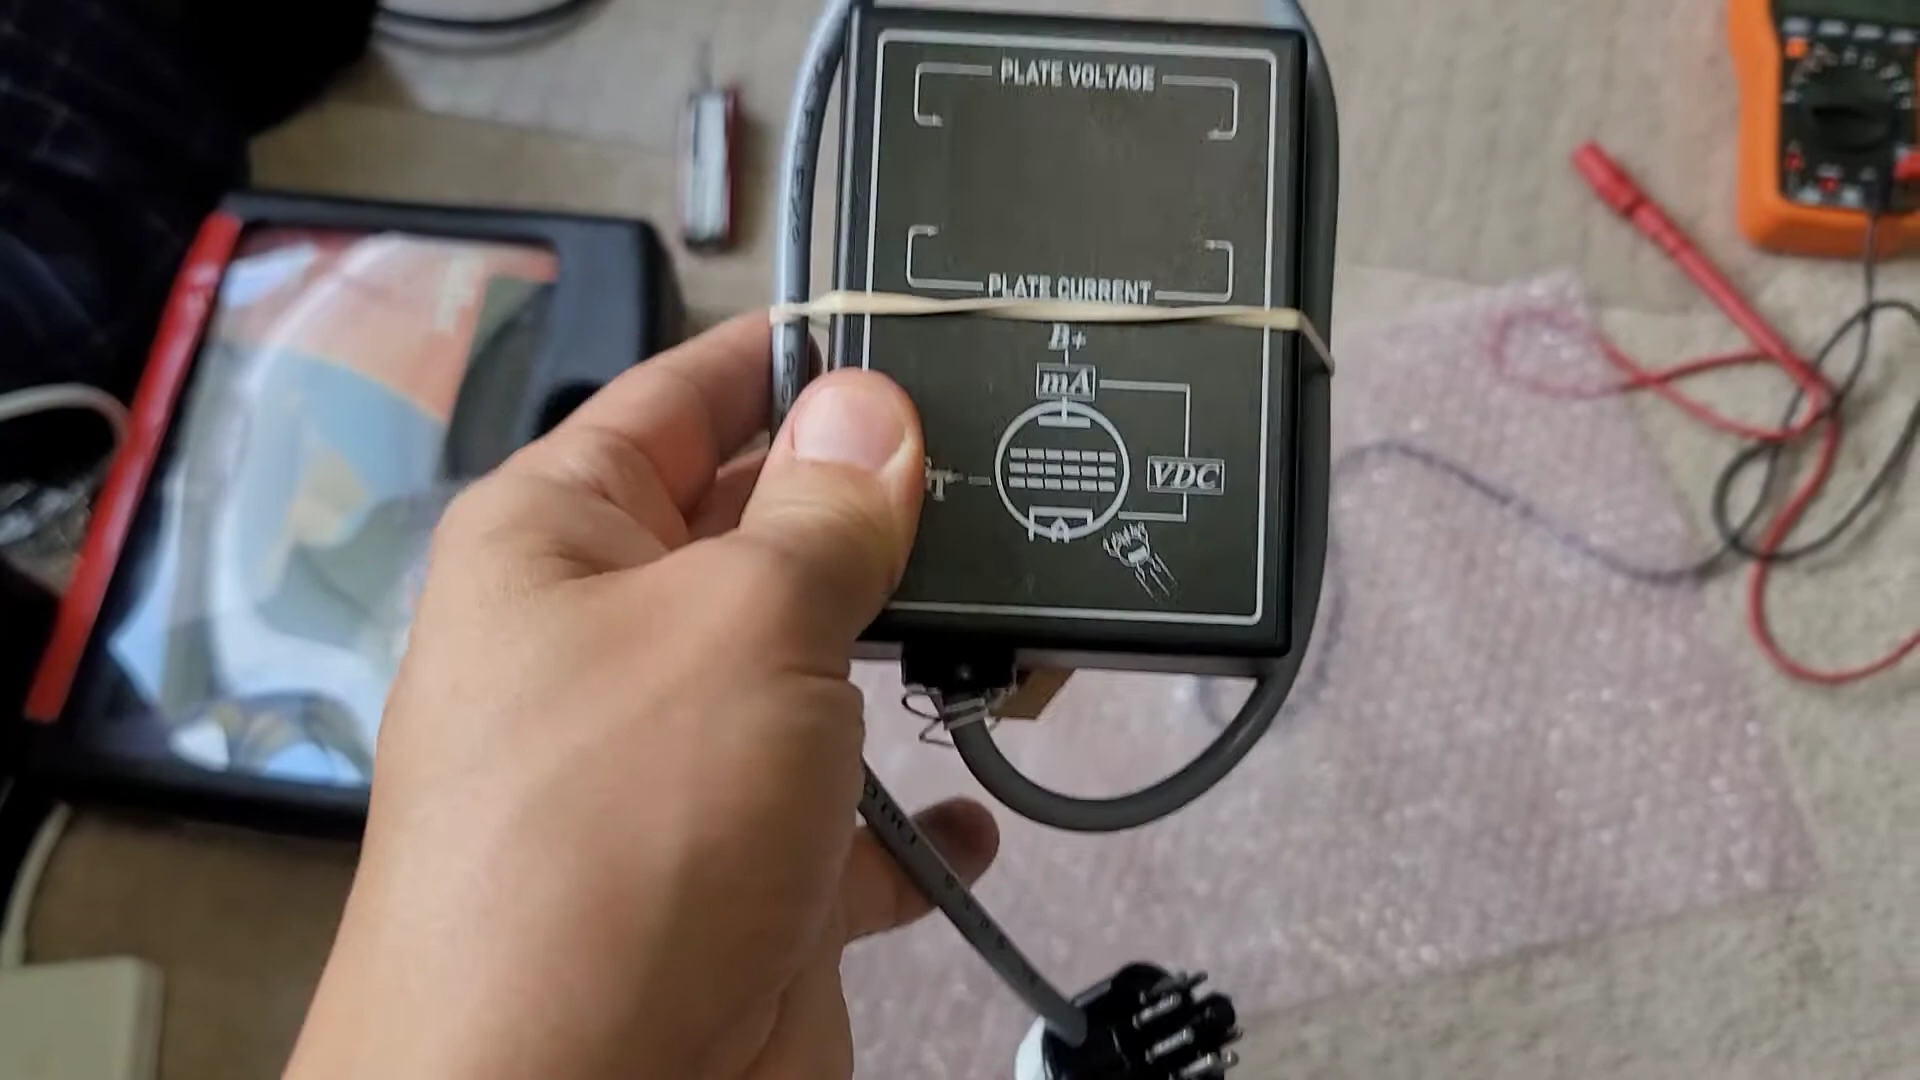 PLATE VOLTAGE
PLATE CURRENT
B+
mA
VDC